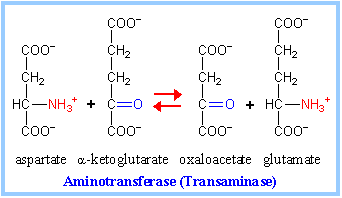 COO⁻ COO⁻
COO⁻ CH₂ COO⁻ CH₂
CH₂ CH₂ CH₂ CH₂
HC—NH₃⁺ + C=O C=O + HC—NH₃⁺
COO⁻ COO⁻ COO⁻ COO⁻
aspartate α-ketoglutarate oxaloacetate glutamate
Aminotransferase (Transaminase)